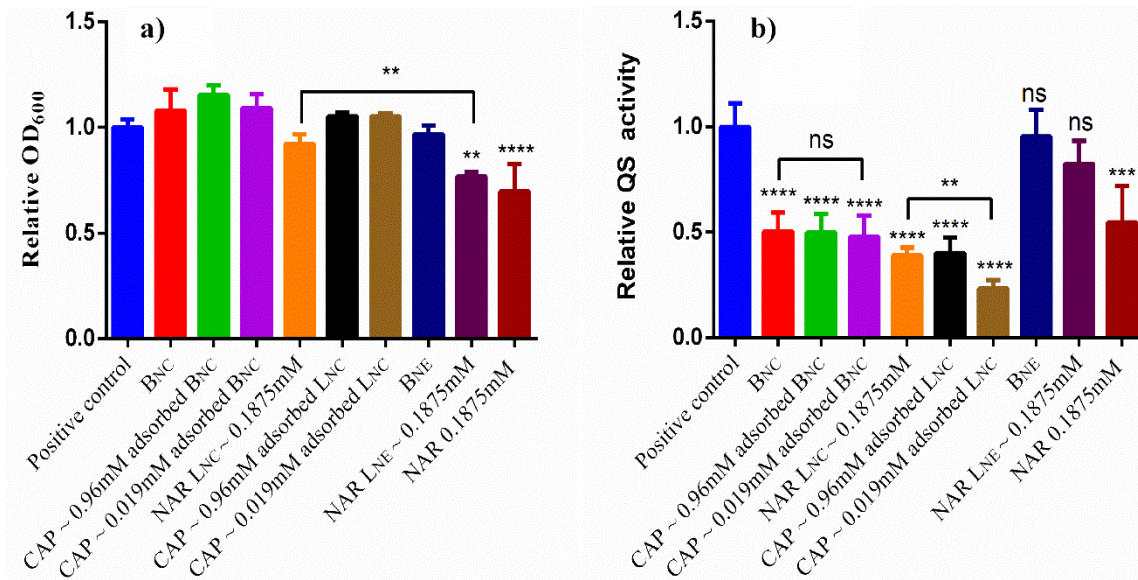 a)
Relative OD600
1.5
1.0
0.5
0.0
**
**
****
Positive control
BNC
CAP ~ 0.96mM adsorbed BNC
CAP ~ 0.019mM adsorbed BNC
NAR LNC ~ 0.1875mM
CAP ~ 0.96mM adsorbed LNC
CAP ~ 0.019mM adsorbed LNC
BNE
NAR LNE ~ 0.1875mM
NAR 0.1875mM
b)
Relative QS activity
1.5
1.0
0.5
0.0
ns
**
****
****
****
****
****
****
ns
ns
***
Positive control
BNC
CAP ~ 0.96mM adsorbed BNC
CAP ~ 0.019mM adsorbed BNC
NAR LNC ~ 0.1875mM
CAP ~ 0.96mM adsorbed LNC
CAP ~ 0.019mM adsorbed LNC
BNE
NAR LNE ~ 0.1875mM
NAR 0.1875mM